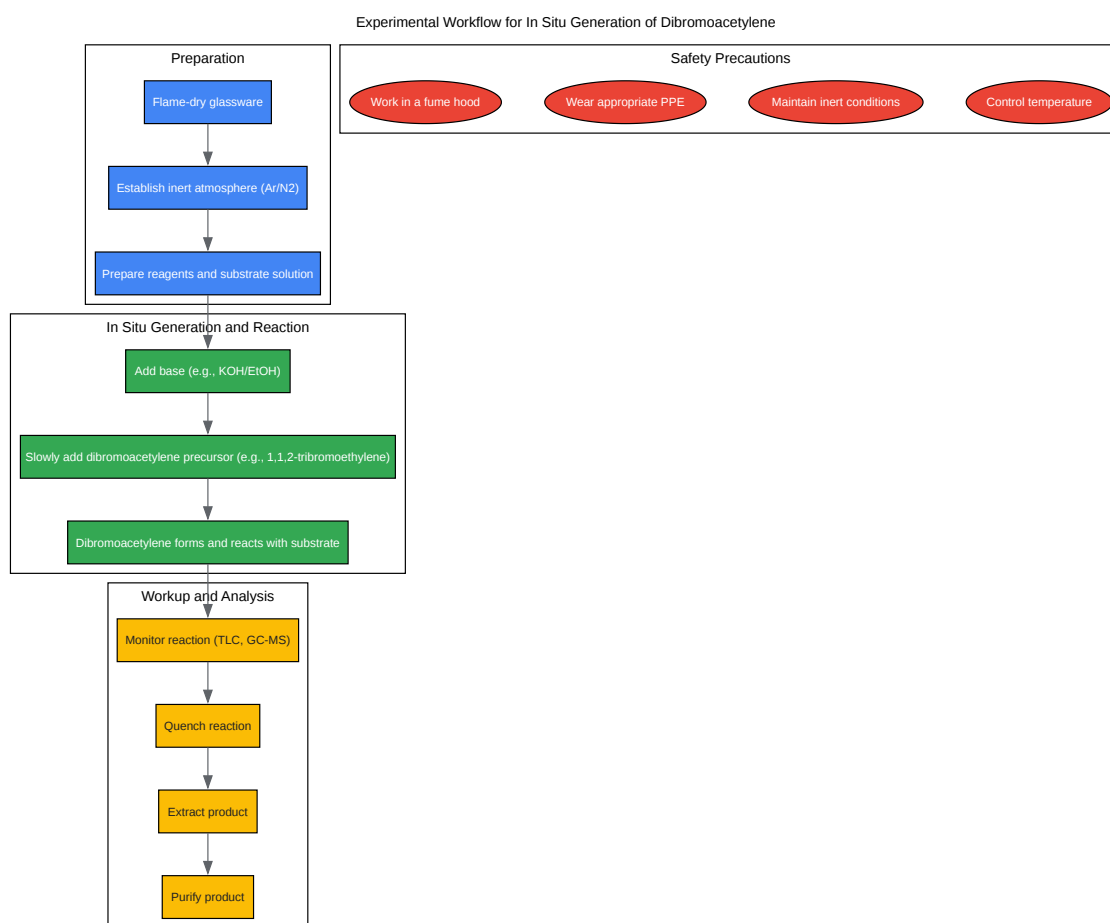 Experimental Workflow for In Situ Generation of Dibromoacetylene
Preparation
Flame-dry glassware
Establish inert atmosphere (Ar/N2)
Prepare reagents and substrate solution
Safety Precautions
Work in a fume hood
Wear appropriate PPE
Maintain inert conditions
Control temperature
In Situ Generation and Reaction
Add base (e.g., KOH/EtOH)
Slowly add dibromoacetylene precursor (e.g., 1,1,2-tribromoethylene)
Dibromoacetylene forms and reacts with substrate
Workup and Analysis
Monitor reaction (TLC, GC-MS)
Quench reaction
Extract product
Purify product